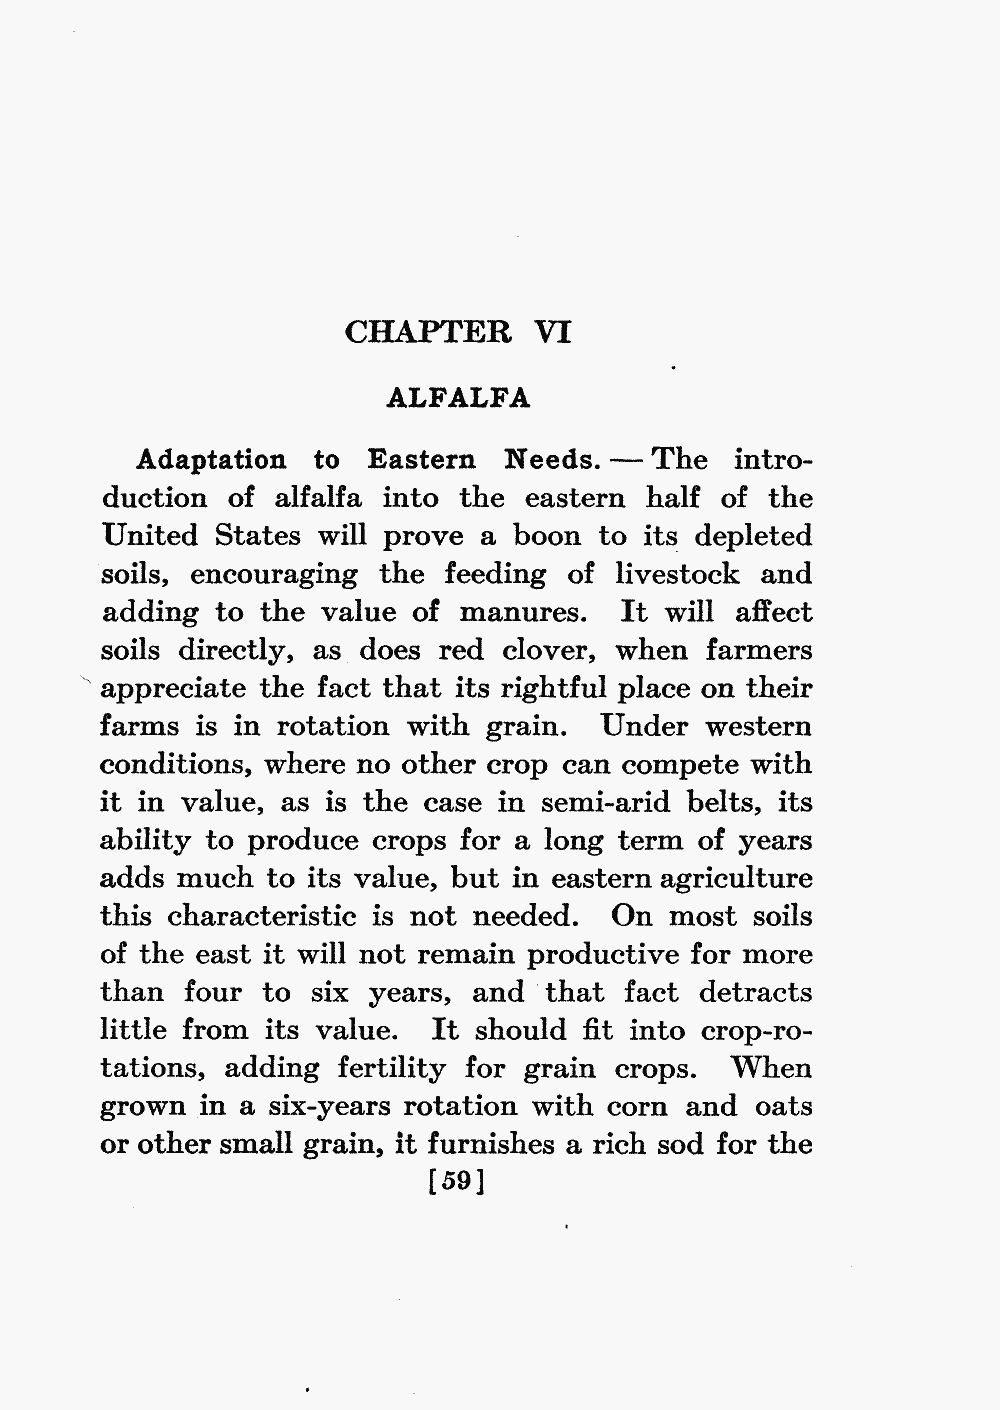 CHAPTER VI
ALFALFA
Adaptation to Eastern Needs. — The intro-
duction of alfalfa into the eastern half of the
United States will prove a boon to its depleted
soils, encouraging the feeding of livestock and
adding to the value of manures. It will affect
soils directly, as does red clover, when farmers
appreciate the fact that its rightful place on their
farms is in rotation with grain. Under western
conditions, where no other crop can compete with
it in value, as is the case in semi-arid belts, its
ability to produce crops for a long term of years
adds much to its value, but in eastern agriculture
this characteristic is not needed. On most soils
of the east it will not remain productive for more
than four to six years, and that fact detracts
little from its value. It should fit into crop-ro-
tations, adding fertility for grain crops. When
grown in a six-years rotation with corn and oats
or other small grain, it furnishes a rich sod for the
[59]